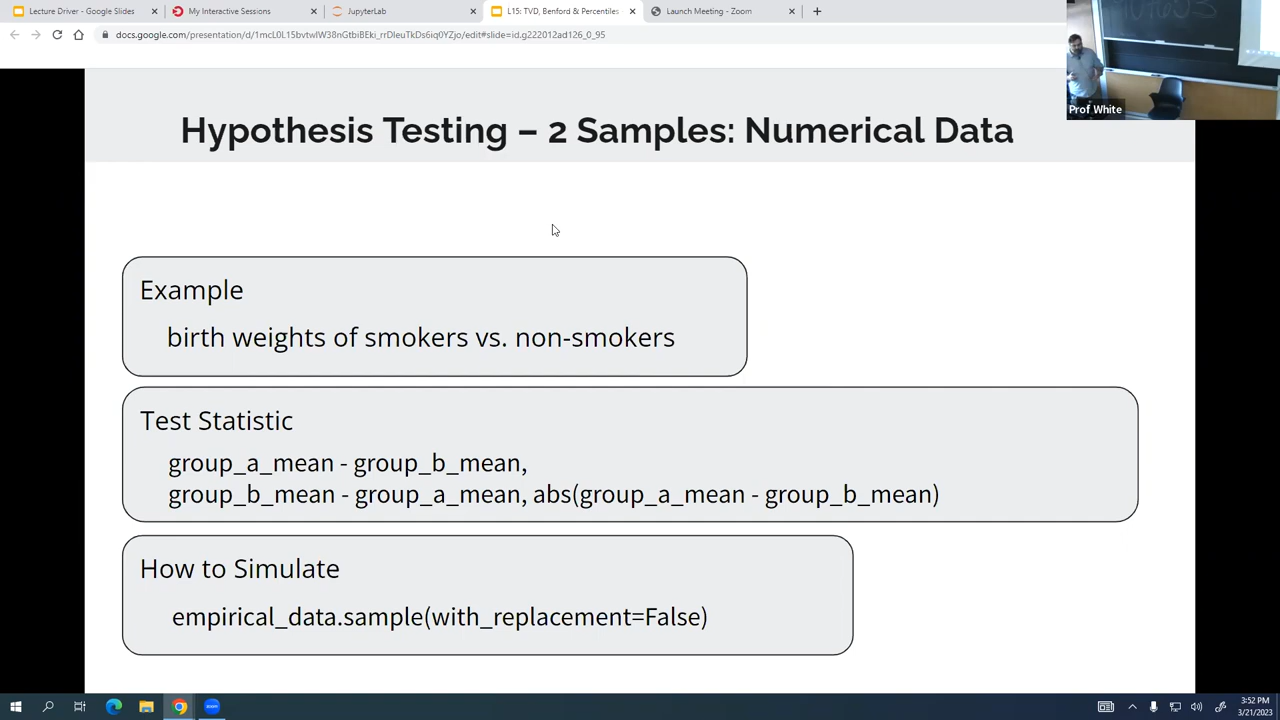 Lecture Driver - Google Slides
My Interactive Sessions
JupyterLab
L15: TVD, Benford & Percentiles
Launch Meeting - Zoom
Prof White
Hypothesis Testing – 2 Samples: Numerical Data
Example
birth weights of smokers vs. non-smokers
Test Statistic
group_a_mean - group_b_mean,
group_b_mean - group_a_mean, abs(group_a_mean - group_b_mean)
How to Simulate
empirical_data.sample(with_replacement=False)
3:52 PM
3/21/2023